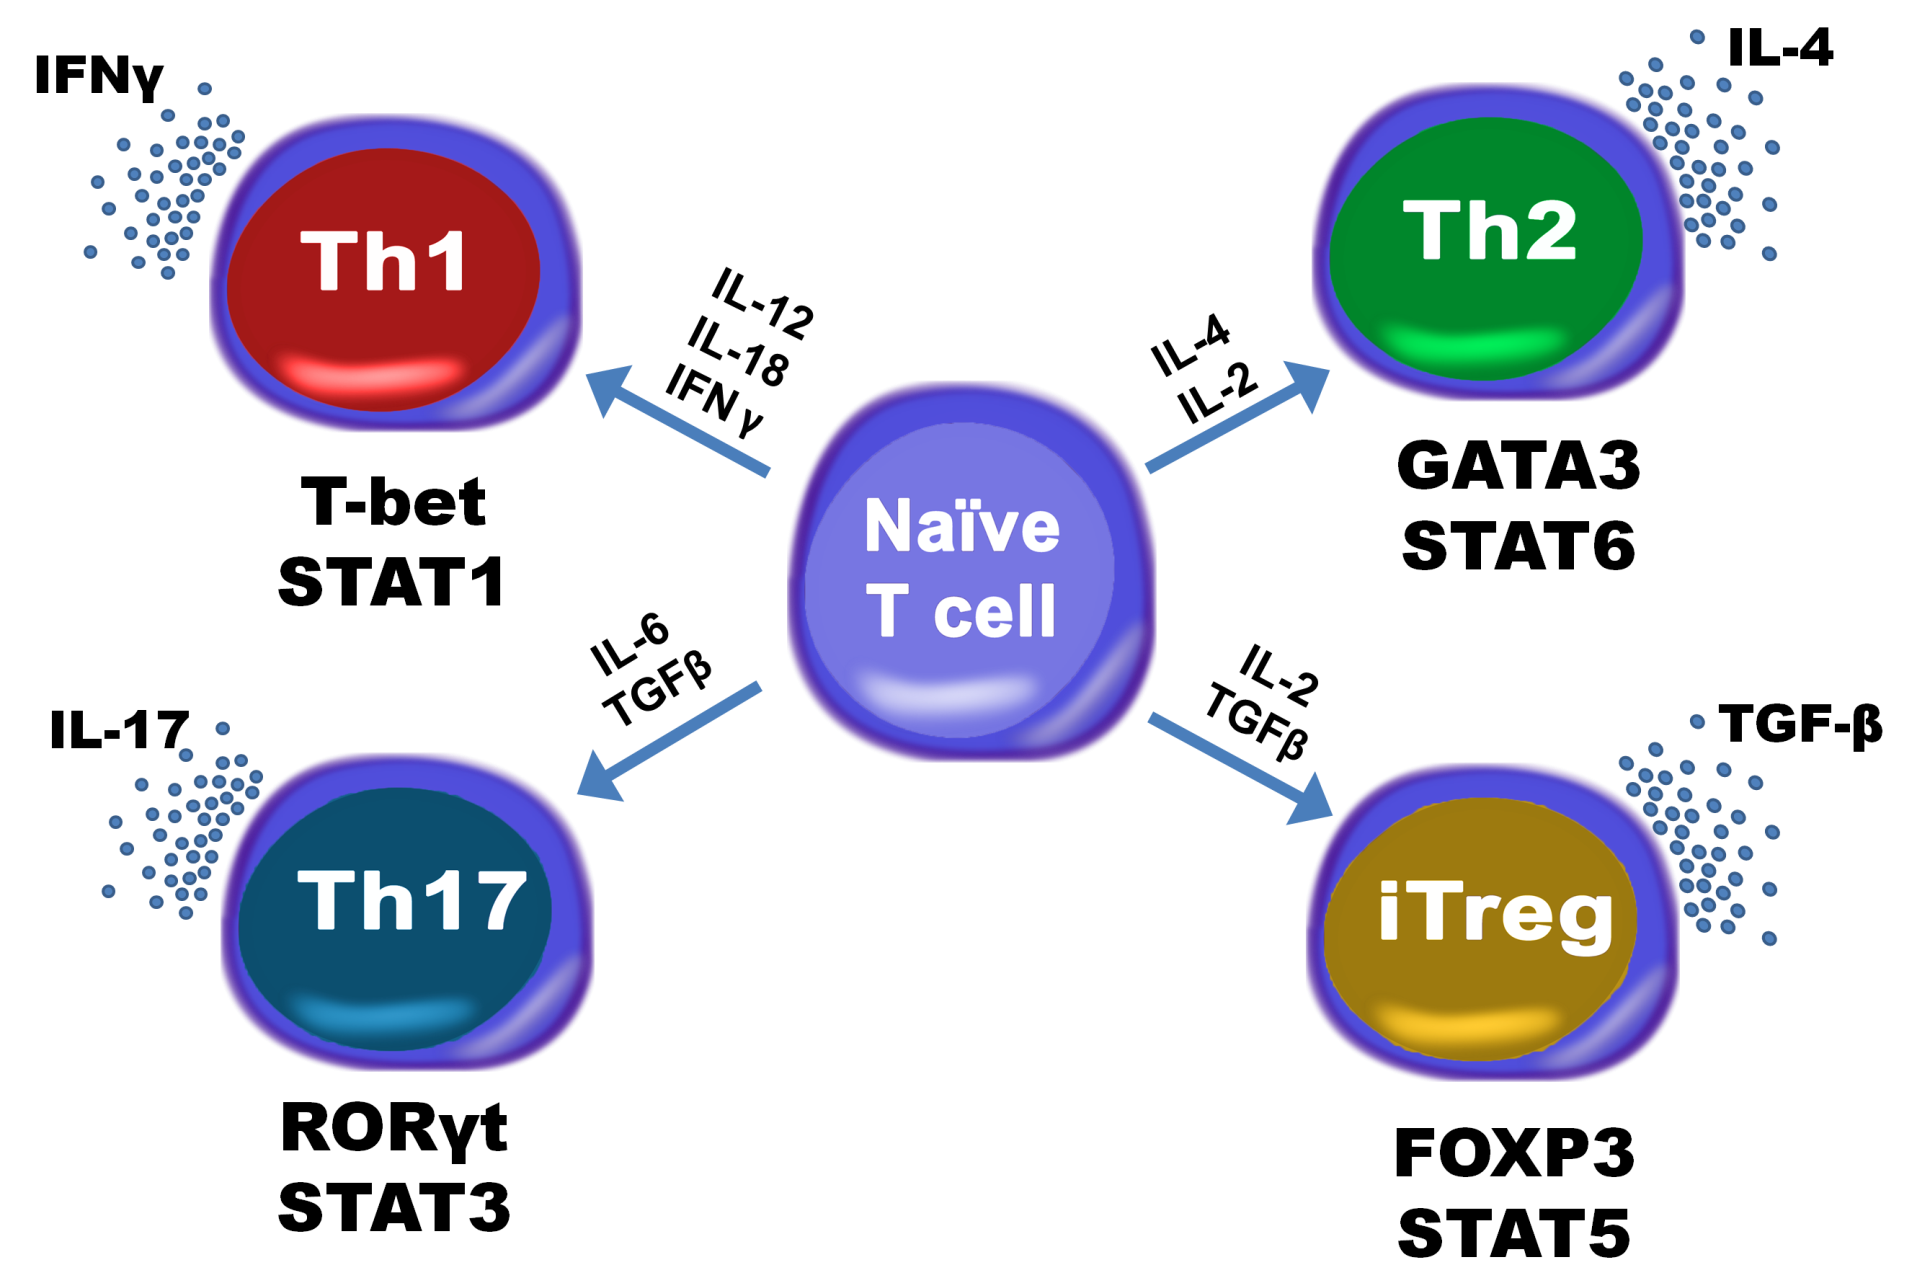 IFNγ
Th1
IL-12
IL-18
IFN γ
T-bet
STAT1
IL-4
Th2
IL-4
IL-2
GATA3
STAT6
Naïve
T cell
IL-6
TGFβ
IL-17
Th17
RORγt
STAT3
IL-2
TGFβ
TGF-β
iTreg
FOXP3
STAT5